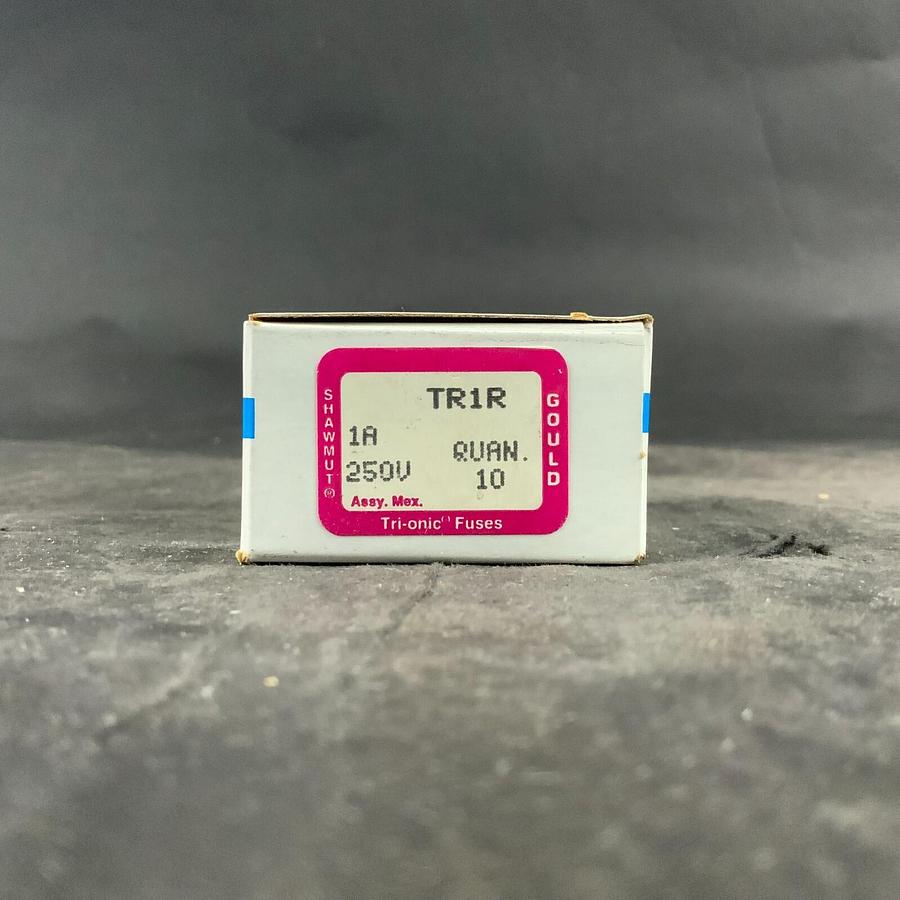 SHAWMUT®
TR1R
1A
250V
QUAN.
10
Assy. Mex.
GOULD
Tri-onic Fuses